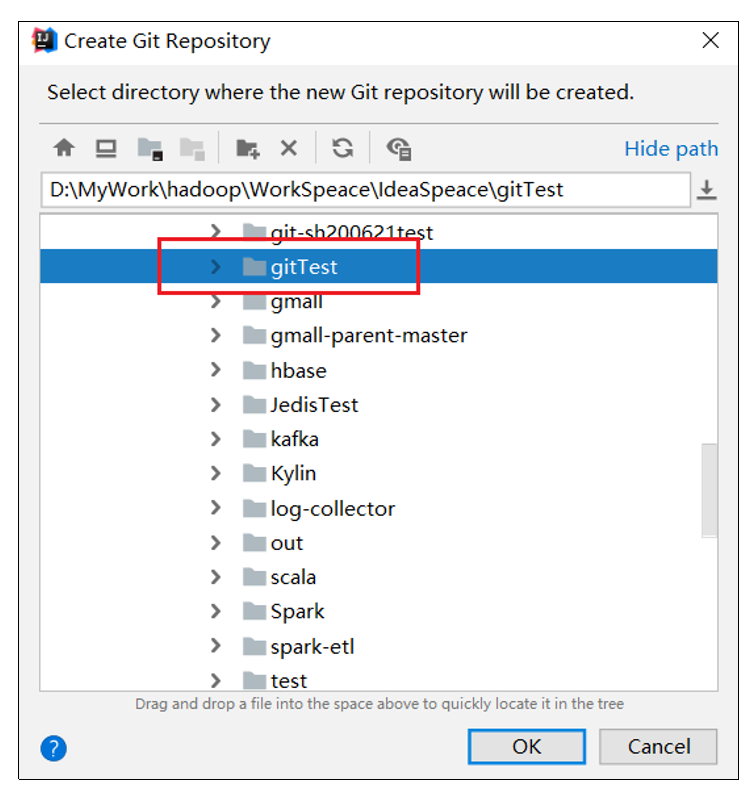 Create Git Repository
Select directory where the new Git repository will be created.
Hide path
D:\MyWork\hadoop\WorkSpeace\IdeaSpeace\gitTest
git-sh200621test
gitTest
gmall
gmall-parent-master
hbase
JedisTest
kafka
Kylin
log-collector
out
scala
Spark
spark-etl
test
Drag and drop a file into the space above to quickly locate it in the tree
?
OK
Cancel